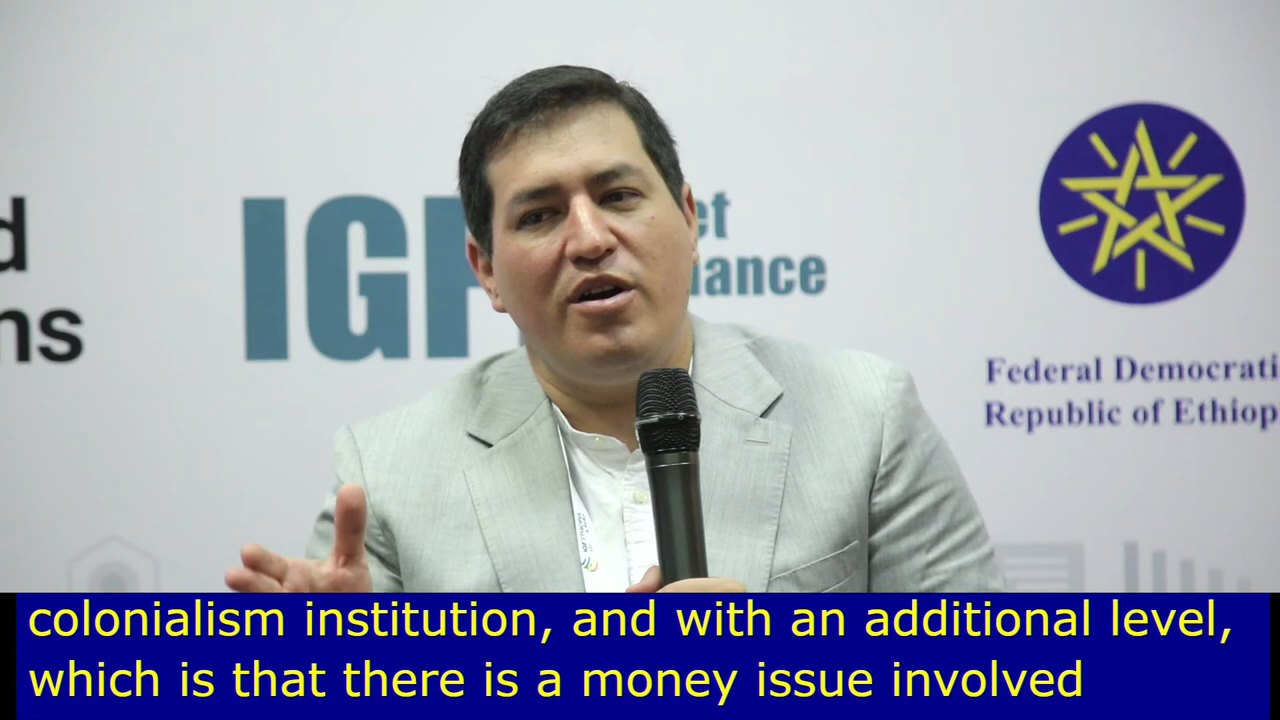 d
ns
IGF
et
nance
Federal Democrati
Republic of Ethiop
colonialism institution, and with an additional level,
which is that there is a money issue involved